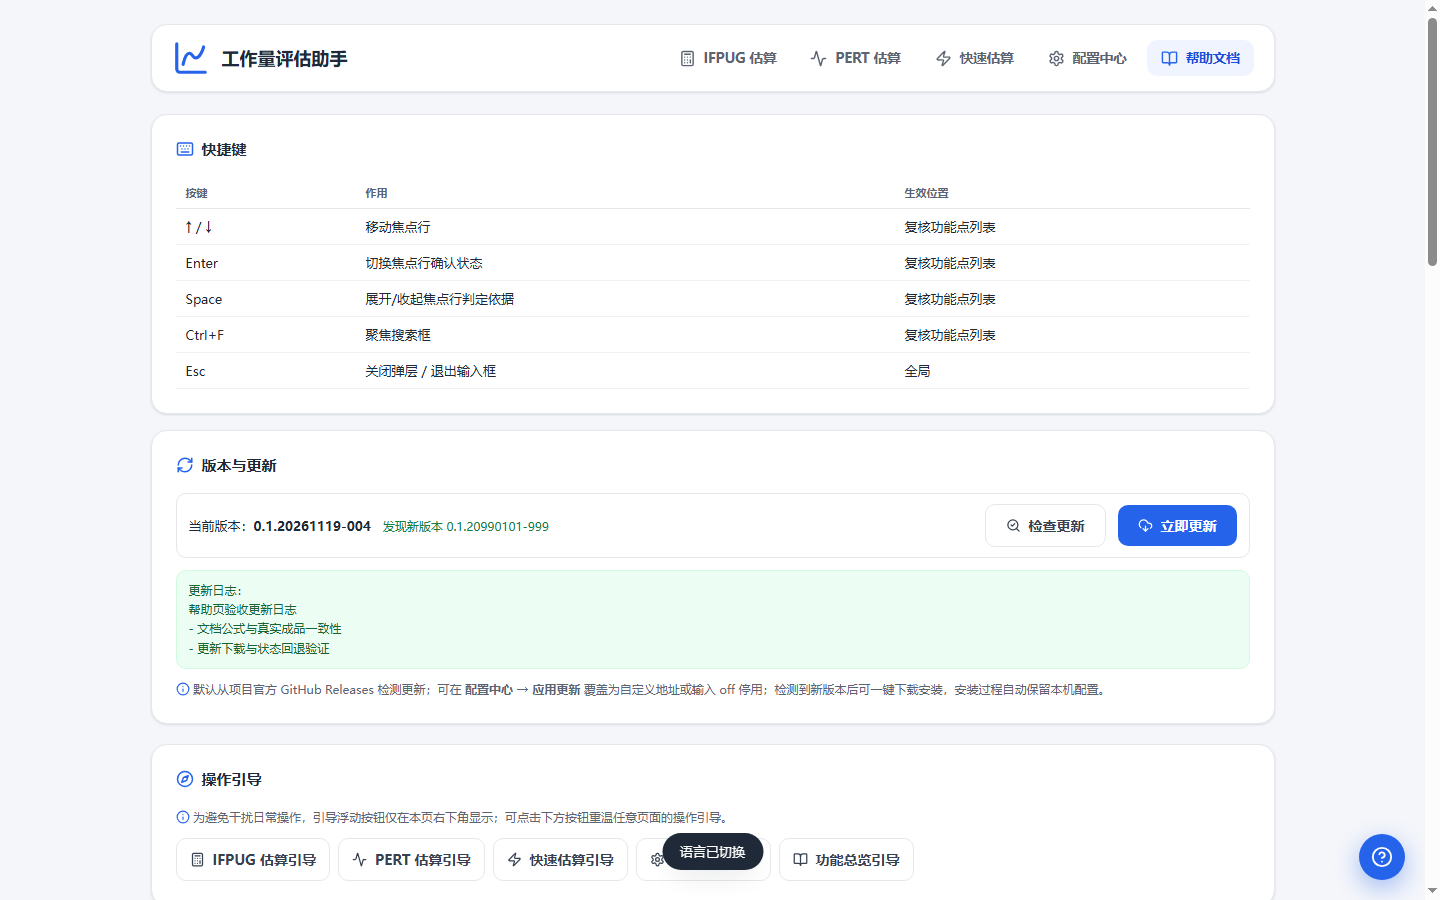 工作量评估助手
IFPUG 估算
PERT 估算
快速估算
配置中心
帮助文档
快捷键
按键 作用 生效位置
↑ / ↓ 移动焦点行 复核功能点列表
Enter 切换焦点行确认状态 复核功能点列表
Space 展开/收起焦点行判定依据 复核功能点列表
Ctrl+F 聚焦搜索框 复核功能点列表
Esc 关闭弹层 / 退出输入框 全局
版本与更新
当前版本：0.1.20261119-004 发现新版本 0.1.20990101-999
检查更新
立即更新
更新日志：
帮助页验收更新日志
- 文档公式与真实成品一致性
- 更新下载与状态回退验证
默认从项目官方 GitHub Releases 检测更新；可在 配置中心 → 应用更新 覆盖为自定义地址或输入 off 停用；检测到新版本后可一键下载安装，安装过程自动保留本机配置。
操作引导
为避免干扰日常操作，引导浮动按钮仅在本页右下角显示；可点击下方按钮重温任意页面的操作引导。
IFPUG 估算引导
PERT 估算引导
快速估算引导
语言已切换
功能总览引导